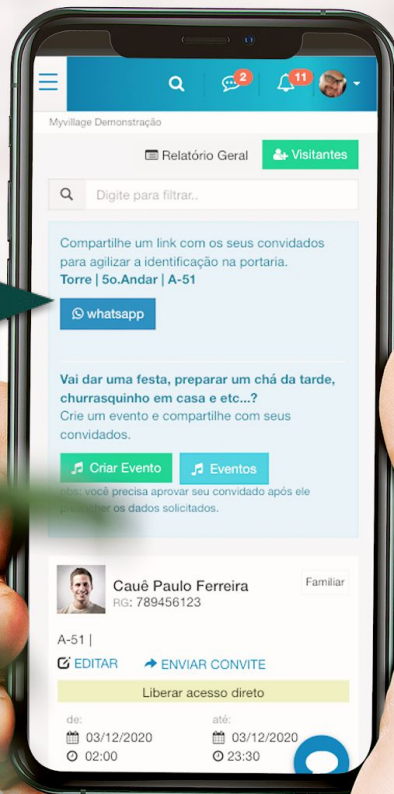 2
11
Myvillage Demonstração
Relatório Geral
Visitantes
Digite para filtrar..
Compartilhe um link com os seus convidados
para agilizar a identificação na portaria.
Torre | 5o.Andar | A-51
whatsapp
Vai dar uma festa, preparar um chá da tarde,
churrasquinho em casa e etc...?
Crie um evento e compartilhe com seus
convidados.
Criar Evento
Eventos
obs: você precisa aprovar seu convidado após ele
os dados solicitados.
Cauê Paulo Ferreira
Familiar
RG: 789456123
A-51 |
EDITAR
ENVIAR CONVITE
Liberar acesso direto
de:
até:
03/12/2020
03/12/2020
02:00
23:30